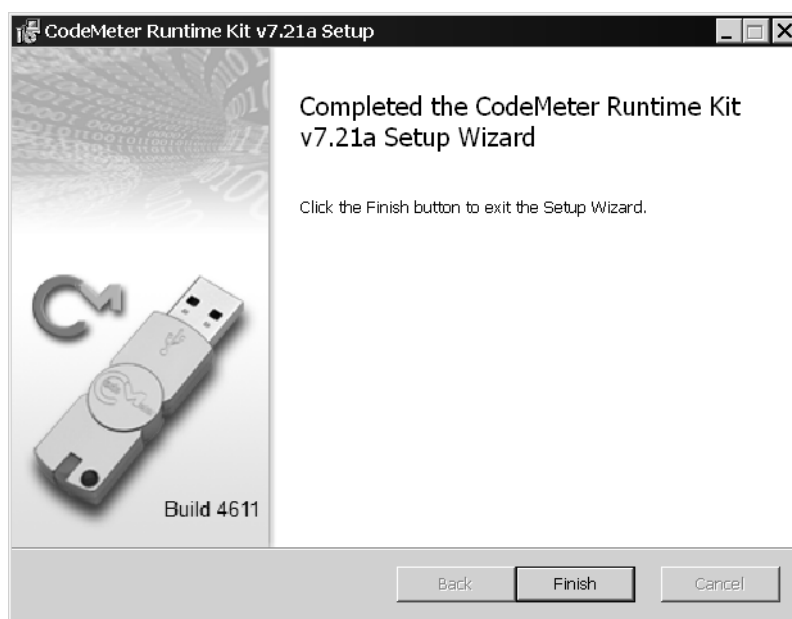 CodeMeter Runtime Kit v7.21a Setup
Completed the CodeMeter Runtime Kit
v7.21a Setup Wizard
Click the Finish button to exit the Setup Wizard.
Build 4611
Back
Finish
Cancel